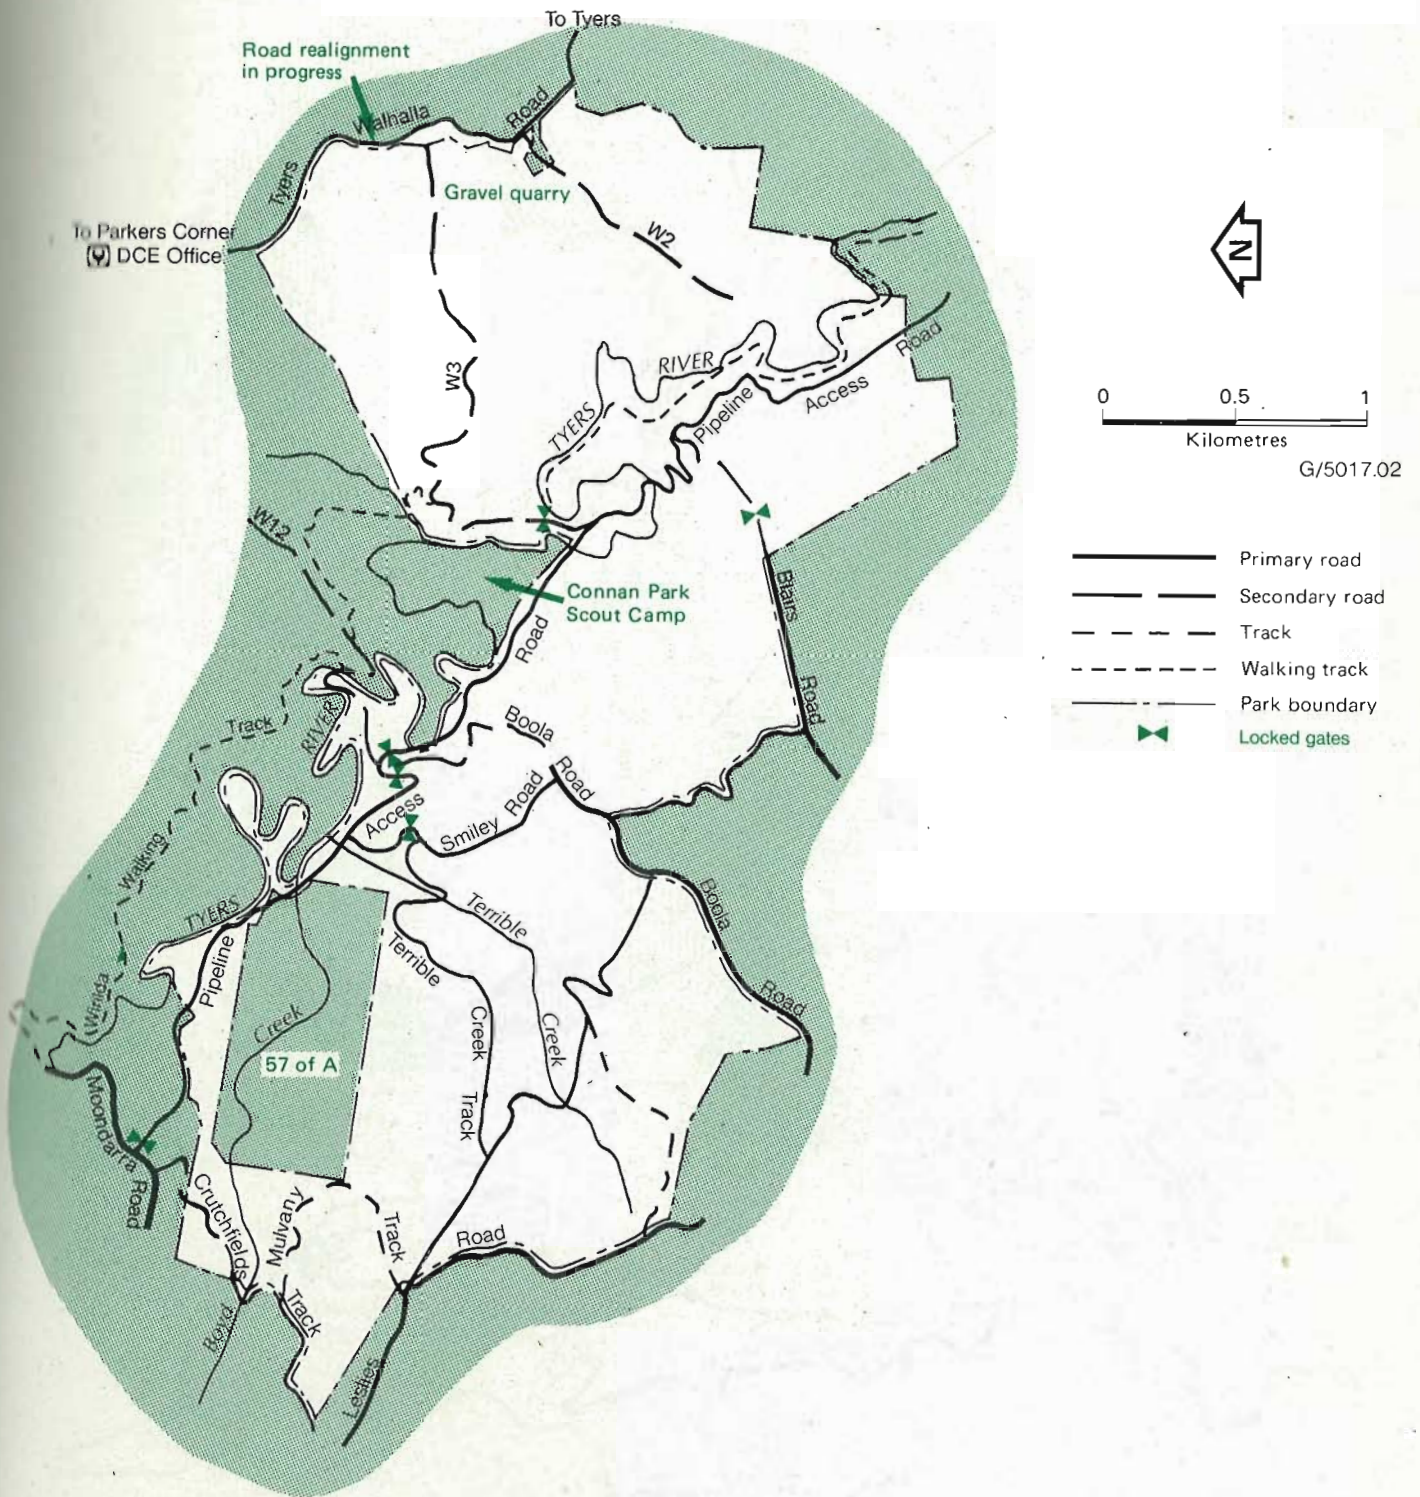 To Tyers
Road realignment
in progress
Walhalla
Road
Tyers
Gravel quarry
To Parkers Corner
DCE Office
W2
N
W3
RIVER
TYERS
Pipeline
Access
Road
0 0.5 1
Kilometres
G/5017.02
W12
Connan Park
Scout Camp
Road
Blairs
Road
Primary road
Secondary road
Track
Walking track
Park boundary
Locked gates
Track
RIVER
Boola
Road
Access
Smiley
Road
Walking
TYERS
Pipeline
Terrible
Terrible
Boola
Road
Wirilda
Creek
57 of A
Creek
Track
Creek
Moondarra
Road
Crutchfields
Mulvany
Track
Road
Boyd
Track
Leslies